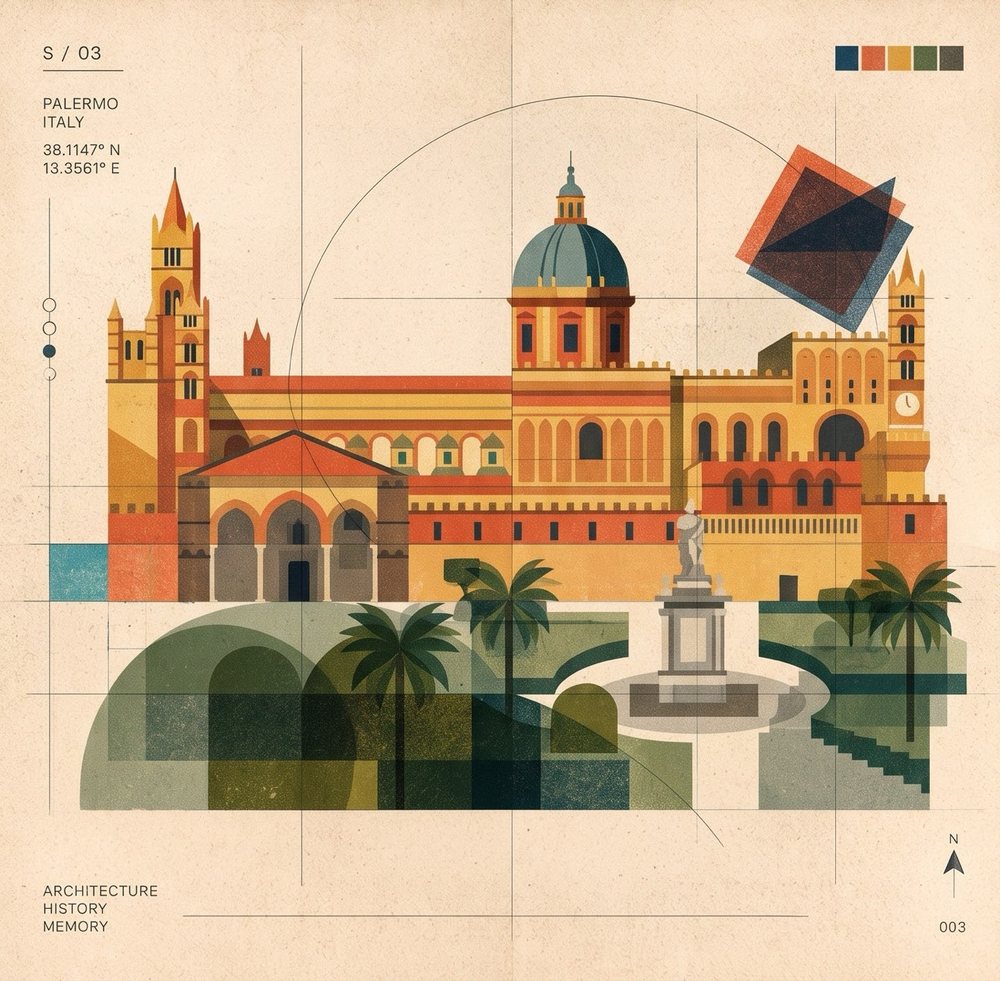 S / 03
PALERMO
ITALY
38.1147° N
13.3561° E
ARCHITECTURE
HISTORY
MEMORY
N
003